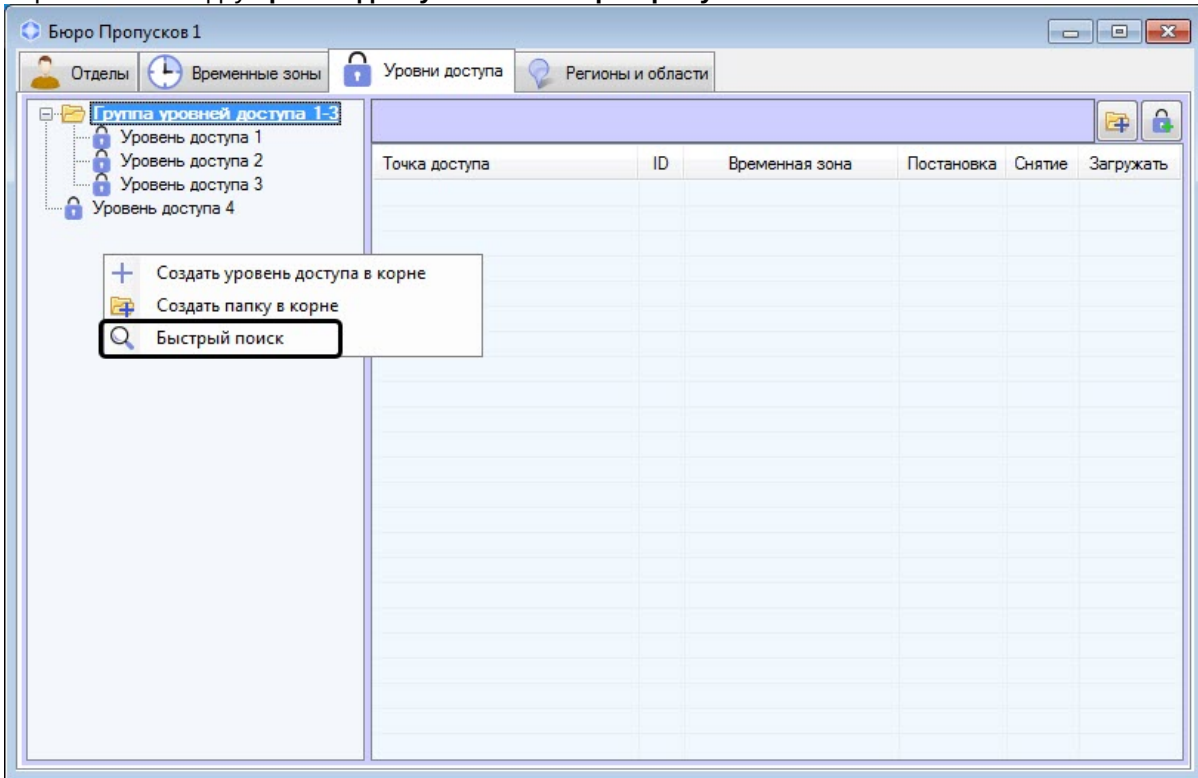 Бюро Пропусков 1
Отделы Временные зоны Уровни доступа Регионы и области
Группа уровней доступа 1-3
Уровень доступа 1
Уровень доступа 2
Уровень доступа 3
Уровень доступа 4
Точка доступа ID Временная зона Постановка Снятие Загружать
Создать уровень доступа в корне
Создать папку в корне
Быстрый поиск